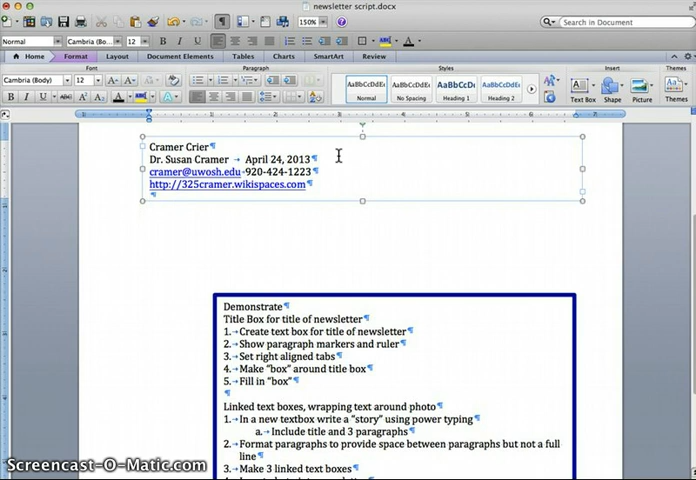 newsletter script.docx
150%
Search in Document
Normal Cambria (Bo... 12
Home Format Layout Document Elements Tables Charts SmartArt Review
Font Paragraph Styles Insert Themes
Cambria (Body) 12
AaBbCcDdEe AaBbCcDdEe AaBbCcDc AaBbCcDdEe
Normal No Spacing Heading 1 Heading 2
Text Box Shape Picture Themes
Cramer Crier¶
Dr. Susan Cramer → April 24, 2013¶
cramer@uwosh.edu-920-424-1223¶
http://325cramer.wikispaces.com¶
¶
Demonstrate¶
Title Box for title of newsletter¶
1.→Create text box for title of newsletter¶
2.→Show paragraph markers and ruler¶
3.→Set right aligned tabs¶
4.→Make “box” around title box¶
5.→Fill in “box”¶
¶
Linked text boxes, wrapping text around photo¶
1.→In a new textbox write a “story” using power typing¶
a.→Include title and 3 paragraphs¶
2.→Format paragraphs to provide space between paragraphs but not a full
line¶
3.→Make 3 linked text boxes¶
Screencast-O-Matic.com